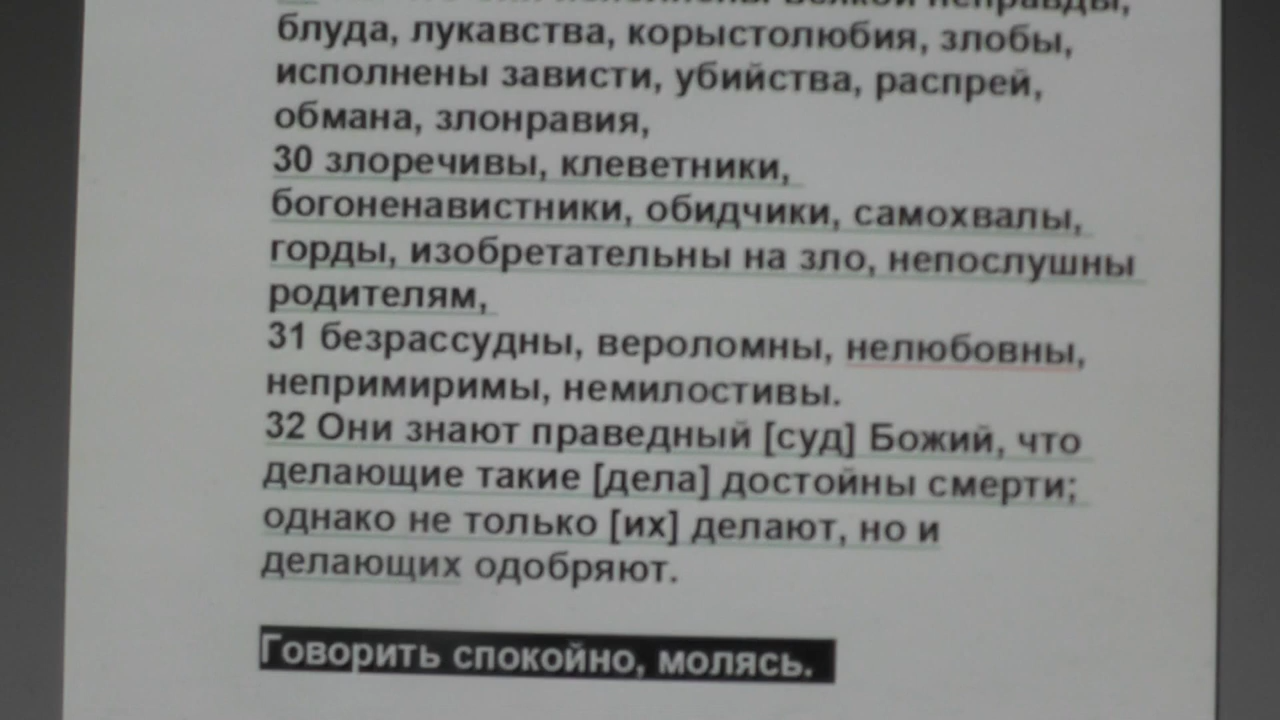 всякой неправды,
блуда, лукавства, корыстолюбия, злобы,
исполнены зависти, убийства, распрей,
обмана, злонравия,
30 злоречивы, клеветники,
богоненавистники, обидчики, самохвалы,
горды, изобретательны на зло, непослушны
родителям,
31 безрассудны, вероломны, нелюбовны,
непримиримы, немилостивы.
32 Они знают праведный [суд] Божий, что
делающие такие [дела] достойны смерти;
однако не только [их] делают, но и
делающих одобряют.
Говорить спокойно, молясь.